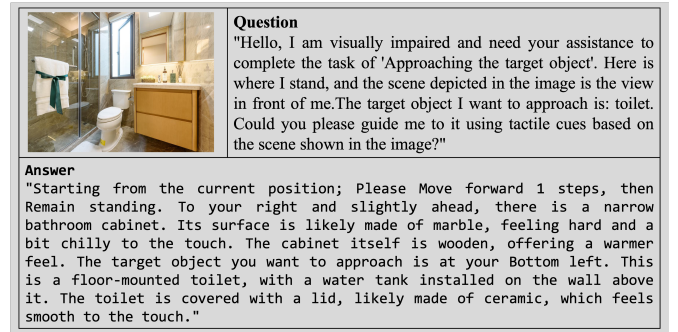 Question
"Hello, I am visually impaired and need your assistance to
complete the task of 'Approaching the target object'. Here is
where I stand, and the scene depicted in the image is the view
in front of me.The target object I want to approach is: toilet.
Could you please guide me to it using tactile cues based on
the scene shown in the image?"
Answer
"Starting from the current position; Please Move forward 1 steps, then
Remain standing. To your right and slightly ahead, there is a narrow
bathroom cabinet. Its surface is likely made of marble, feeling hard and a
bit chilly to the touch. The cabinet itself is wooden, offering a warmer
feel. The target object you want to approach is at your Bottom left. This
is a floor-mounted toilet, with a water tank installed on the wall above
it. The toilet is covered with a lid, likely made of ceramic, which feels
smooth to the touch."